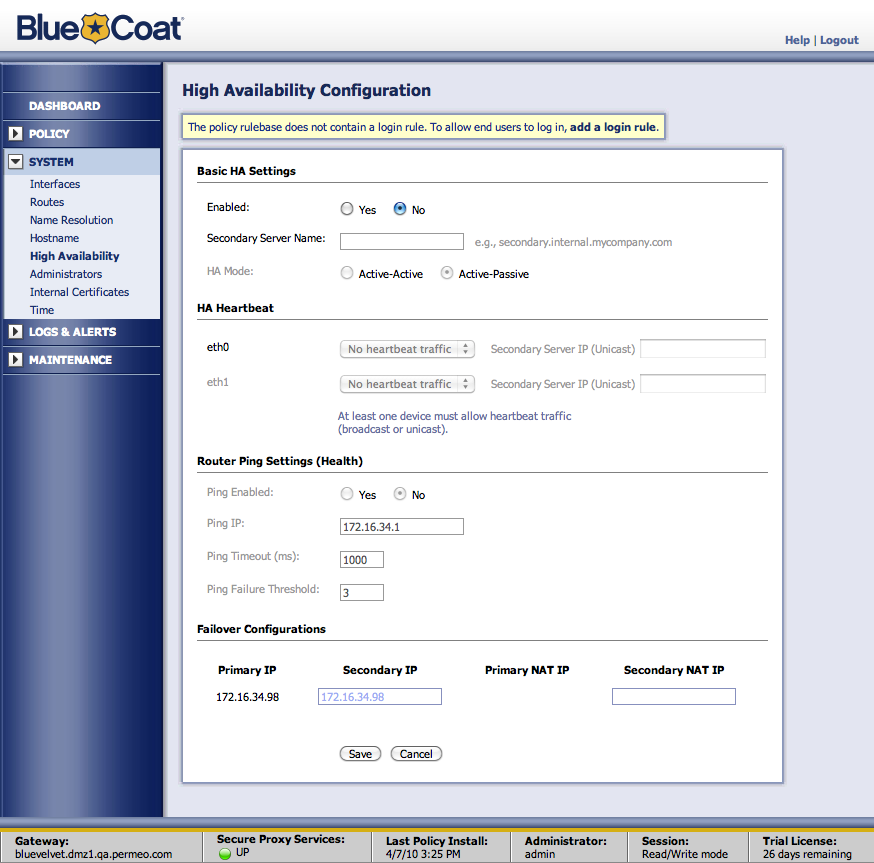 Blue Coat
Help | Logout
DASHBOARD
POLICY
SYSTEM
Interfaces
Routes
Name Resolution
Hostname
High Availability
Administrators
Internal Certificates
Time
LOGS & ALERTS
MAINTENANCE
High Availability Configuration
The policy rulebase does not contain a login rule. To allow end users to log in, add a login rule.
Basic HA Settings
Enabled: Yes No
Secondary Server Name: e.g., secondary.internal.mycompany.com
HA Mode: Active-Active Active-Passive
HA Heartbeat
eth0 No heartbeat traffic Secondary Server IP (Unicast)
eth1 No heartbeat traffic Secondary Server IP (Unicast)
At least one device must allow heartbeat traffic
(broadcast or unicast).
Router Ping Settings (Health)
Ping Enabled: Yes No
Ping IP: 172.16.34.1
Ping Timeout (ms): 1000
Ping Failure Threshold: 3
Failover Configurations
Primary IP Secondary IP Primary NAT IP Secondary NAT IP
172.16.34.98 172.16.34.98
Save Cancel
Gateway: Secure Proxy Services: Last Policy Install: Administrator: Session: Trial License:
bluevelvet.dmz1.qa.permeo.com UP 4/7/10 3:25 PM admin Read/Write mode 26 days remaining